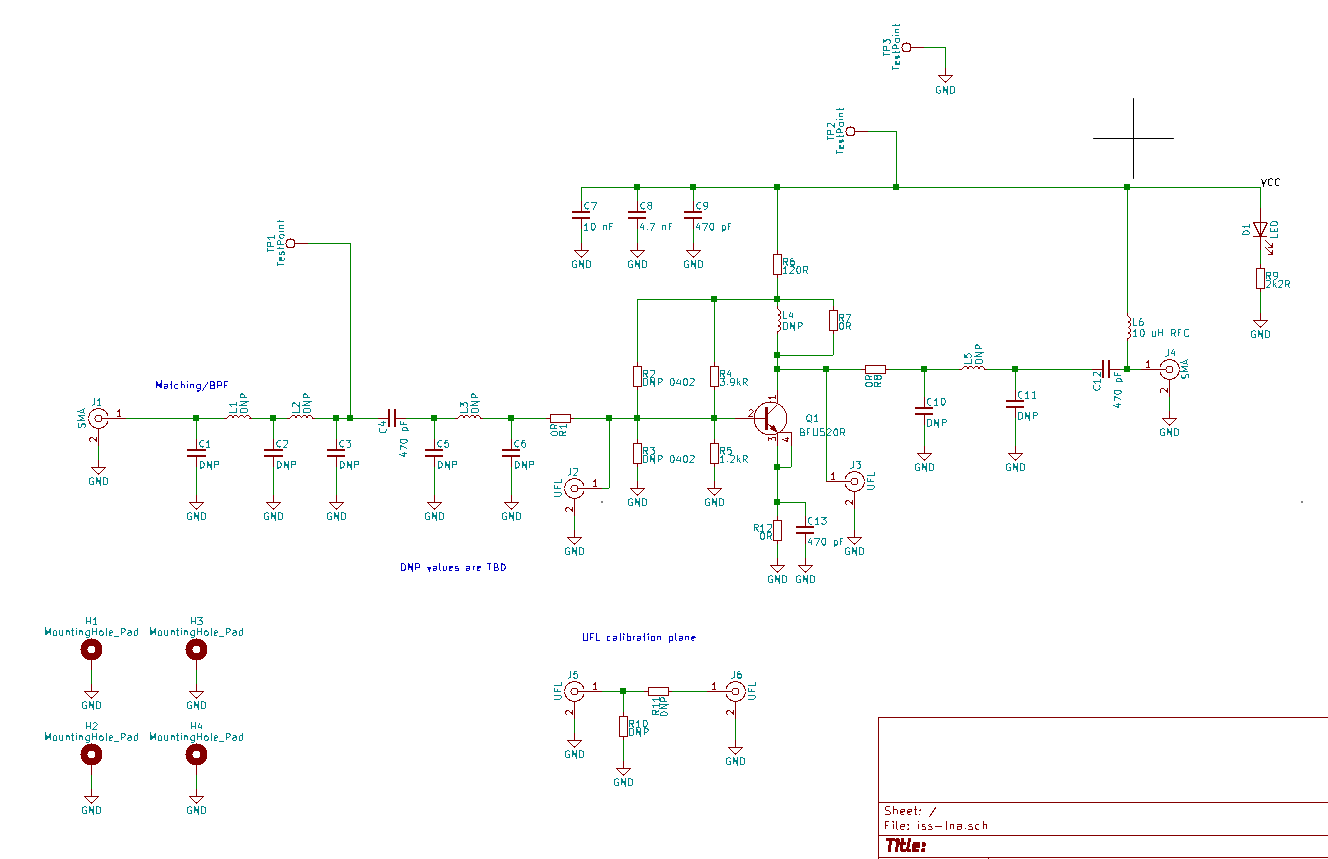 TP3
TestPoint
GND
TP2
TestPoint
VCC
C7
10 nF
C8
4.7 nF
C9
470 pF
D1
LED
TP1
TestPoint
GND
GND
GND
R6
120R
R9
2k2R
L4
DNP
R7
0R
L6
10 uH RFC
GND
J4
SMA
1
2
Matching/BPF
R2
DNP 0402
R4
3.9kR
L5
DNP
C12
470 pF
0R
R8
J1
SMA
1
2
L1
DNP
L2
DNP
C4
470 pF
L3
DNP
0R
R1
Q1
BFU520R
1
2
3
4
C10
DNP
C11
DNP
GND
C1
DNP
C2
DNP
C3
DNP
C5
DNP
C6
DNP
R3
DNP 0402
R5
1.2kR
GND
GND
GND
J2
UFL
1
2
J3
UFL
1
2
GND
GND
GND
GND
GND
GND
GND
GND
R12
0R
C13
470 pF
GND
GND
GND
GND
DNP values are TBD
H1
MountingHole_Pad
H3
MountingHole_Pad
UFL calibration plane
GND
GND
J5
UFL
1
2
R11
DNP
J6
UFL
1
2
R10
DNP
H2
MountingHole_Pad
H4
MountingHole_Pad
GND
GND
GND
GND
GND
Sheet: /
File: iss-lna.sch
Title: